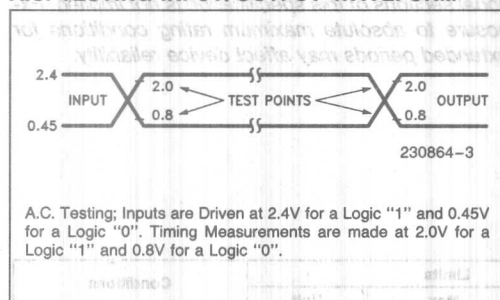 2.4
INPUT
2.0
0.8
TEST POINTS
2.0
0.8
OUTPUT
0.45
230864–3
A.C. Testing; Inputs are Driven at 2.4V for a Logic "1" and 0.45V
for a Logic "0". Timing Measurements are made at 2.0V for a
Logic "1" and 0.8V for a Logic "0".